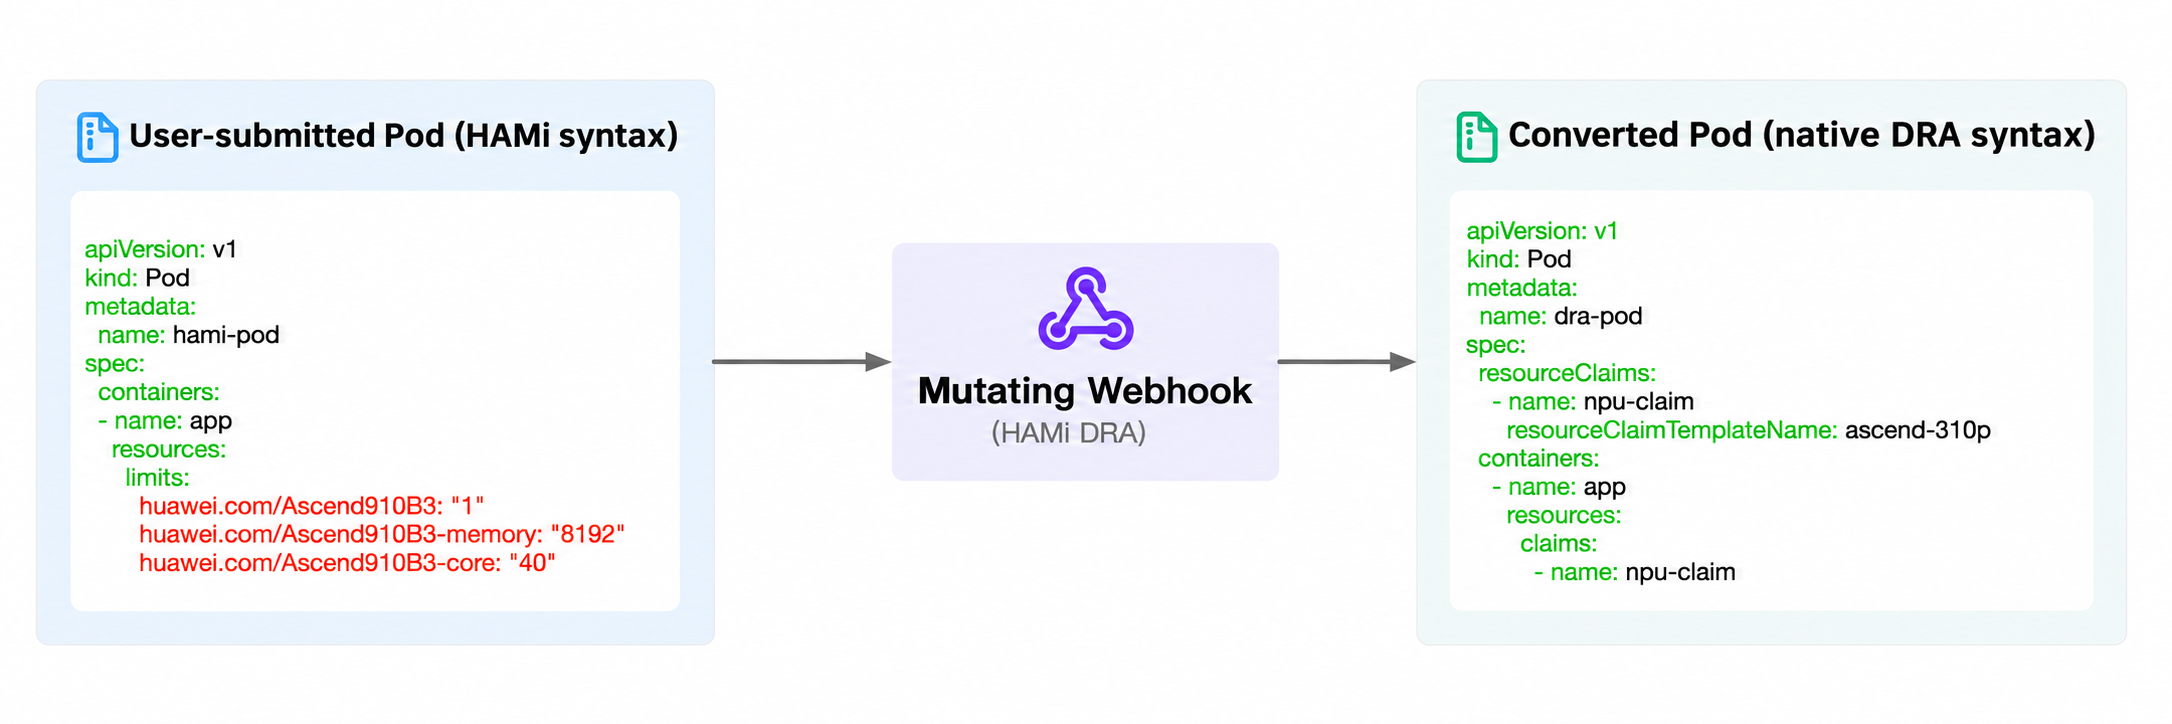 User-submitted Pod (HAMi syntax)
apiVersion: v1
kind: Pod
metadata:
  name: hami-pod
spec:
  containers:
  - name: app
    resources:
      limits:
        huawei.com/Ascend910B3: "1"
        huawei.com/Ascend910B3-memory: "8192"
        huawei.com/Ascend910B3-core: "40"
Mutating Webhook
(HAMi DRA)
Converted Pod (native DRA syntax)
apiVersion: v1
kind: Pod
metadata:
  name: dra-pod
spec:
  resourceClaims:
    - name: npu-claim
      resourceClaimTemplateName: ascend-310p
  containers:
    - name: app
      resources:
        claims:
          - name: npu-claim